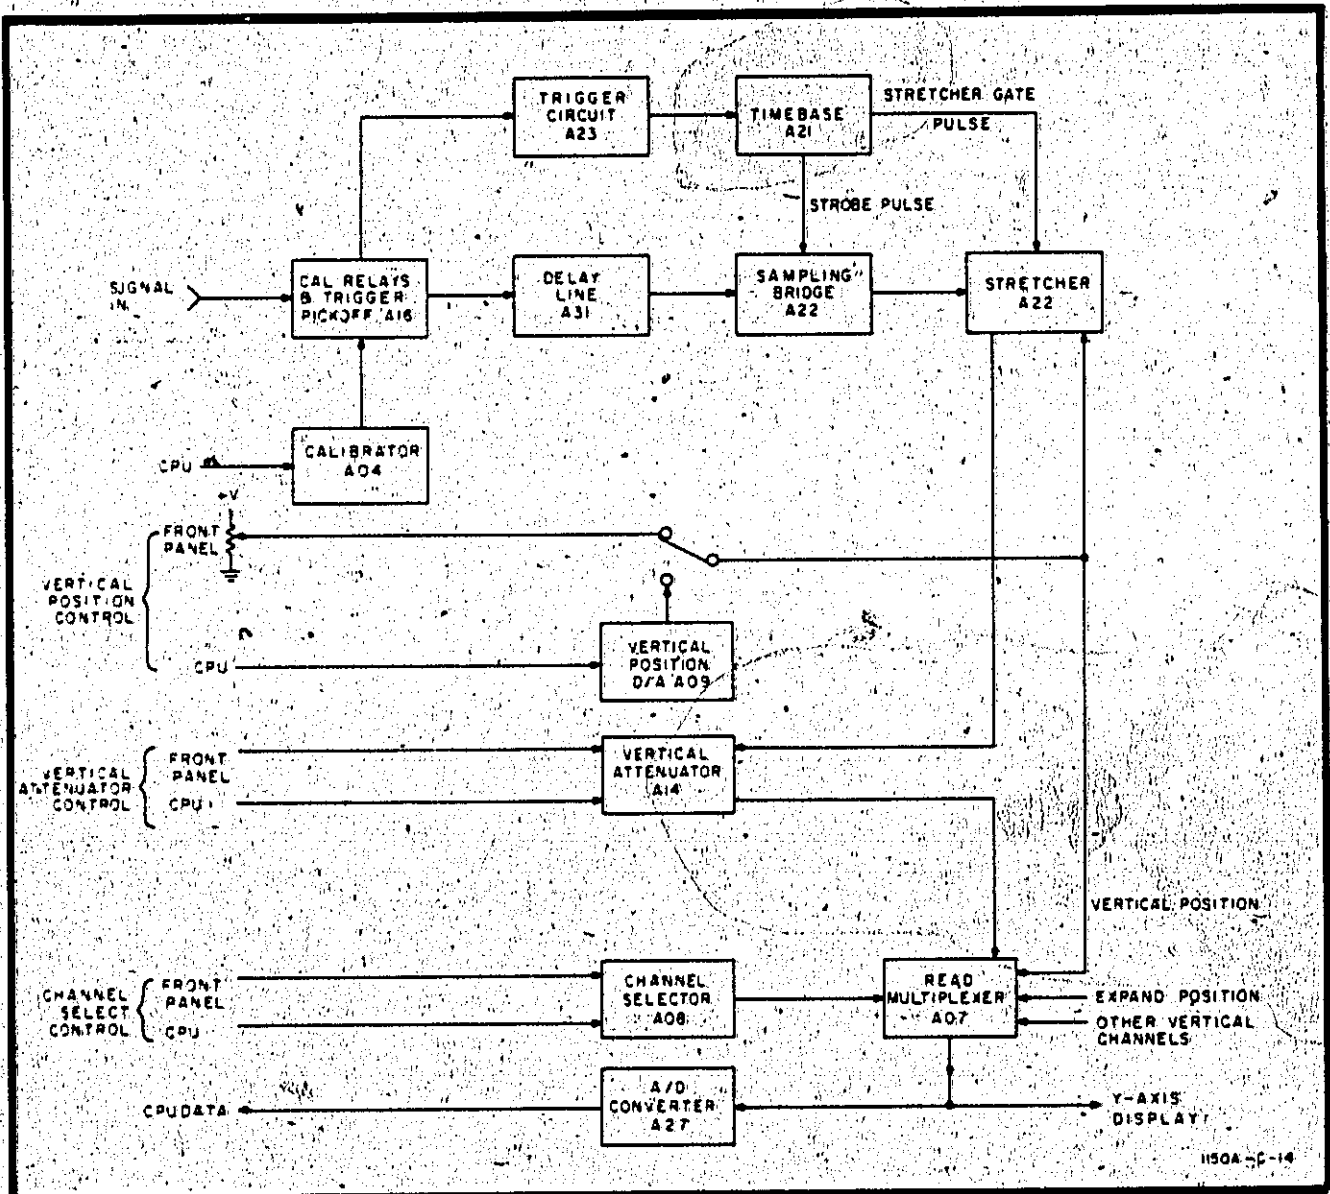 TRIGGER
CIRCUIT
A23
TIMEBASE
A21
STRETCHER GATE
PULSE
STROBE PULSE
SIGNAL
IN
CAL RELAYS
& TRIGGER
PICKOFF A16
DELAY
LINE
A31
SAMPLING
BRIDGE
A22
STRETCHER
A22
CPU
CALIBRATOR
A04
+V
FRONT
PANEL
VERTICAL
POSITION
CONTROL
CPU
VERTICAL
POSITION
D/A A09
VERTICAL
ATTENUATOR
CONTROL
FRONT
PANEL
CPU
VERTICAL
ATTENUATOR
A14
VERTICAL POSITION
CHANNEL
SELECT
CONTROL
FRONT
PANEL
CPU
CHANNEL
SELECTOR
A08
READ
MULTIPLEXER
A07
EXPAND POSITION
OTHER VERTICAL
CHANNELS
CPU DATA
A/D
CONVERTER
A27
Y-AXIS
DISPLAY
1150A-C-14